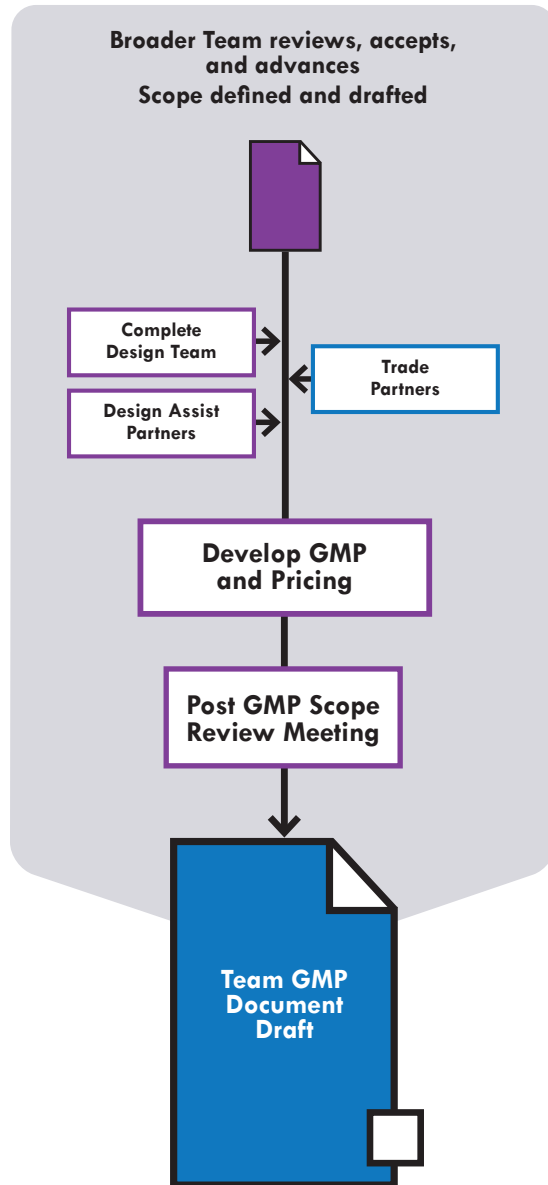 Broader Team reviews, accepts,
and advances
Scope defined and drafted
Complete
Design Team
Trade
Partners
Design Assist
Partners
Develop GMP
and Pricing
Post GMP Scope
Review Meeting
Team GMP
Document
Draft